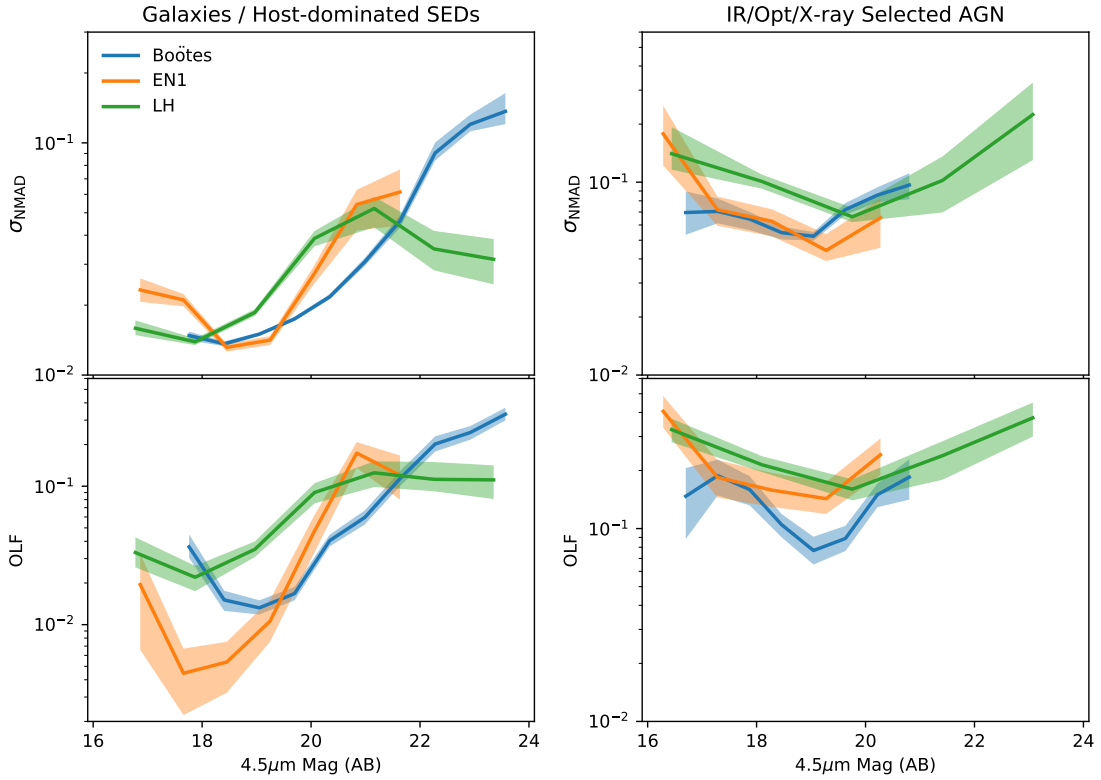 Galaxies / Host-dominated SEDs
IR/Opt/X-ray Selected AGN
Boötes
EN1
LH
σNMAD
10⁻¹
10⁻²
σNMAD
10⁻¹
10⁻²
OLF
10⁻¹
10⁻²
OLF
10⁻¹
10⁻²
16 18 20 22 24
4.5μm Mag (AB)
16 18 20 22 24
4.5μm Mag (AB)